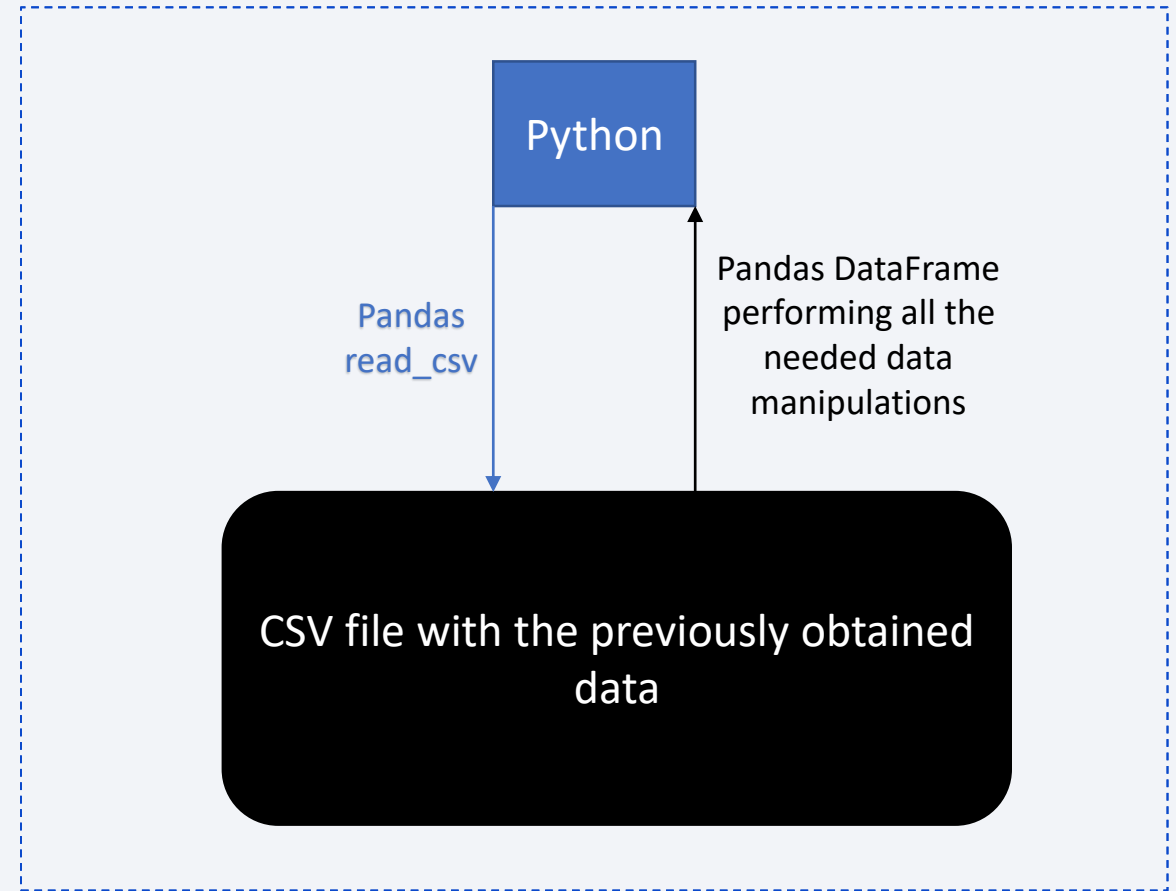 Python
Pandas
read_csv
Pandas DataFrame
performing all the
needed data
manipulations
CSV file with the previously obtained
data